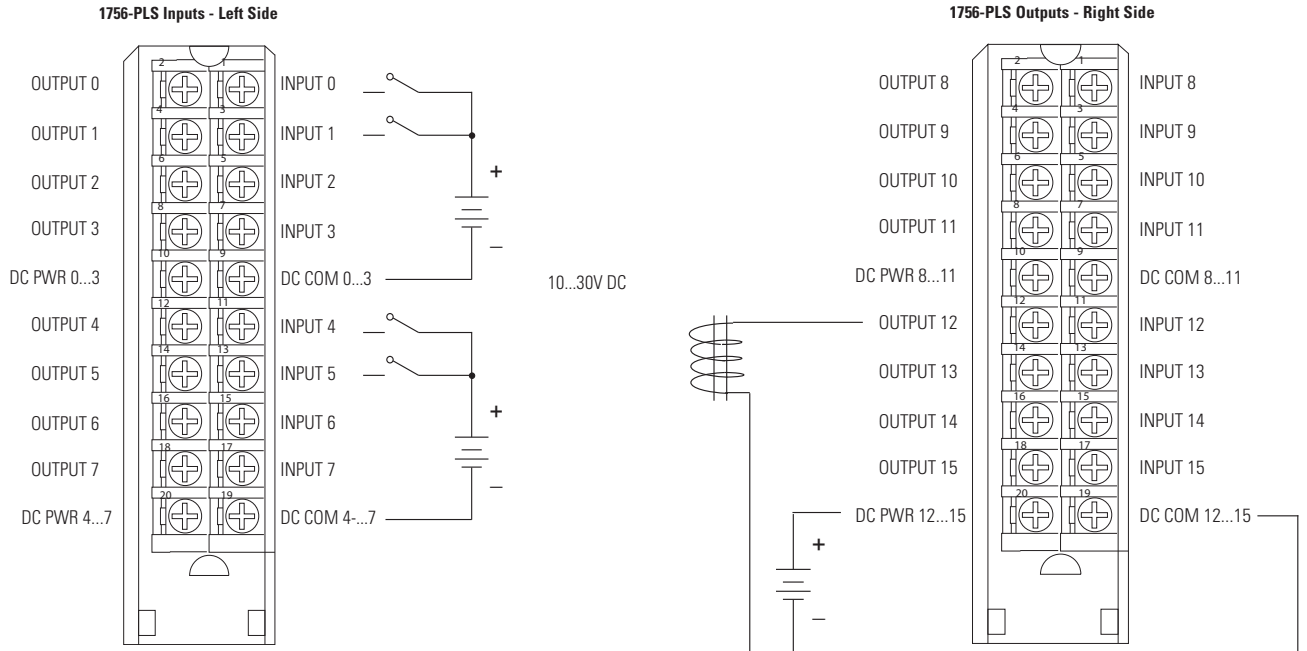 1756-PLS Inputs - Left Side
OUTPUT 0 2 1 INPUT 0
OUTPUT 1 4 3 INPUT 1
OUTPUT 2 6 5 INPUT 2
OUTPUT 3 8 7 INPUT 3
DC PWR 0...3 10 9 DC COM 0...3
OUTPUT 4 12 11 INPUT 4
OUTPUT 5 14 13 INPUT 5
OUTPUT 6 16 15 INPUT 6
OUTPUT 7 18 17 INPUT 7
DC PWR 4...7 20 19 DC COM 4-...7
+
–
+
–
10...30V DC
1756-PLS Outputs - Right Side
OUTPUT 8 2 1 INPUT 8
OUTPUT 9 4 3 INPUT 9
OUTPUT 10 6 5 INPUT 10
OUTPUT 11 8 7 INPUT 11
DC PWR 8...11 10 9 DC COM 8...11
OUTPUT 12 12 11 INPUT 12
OUTPUT 13 14 13 INPUT 13
OUTPUT 14 16 15 INPUT 14
OUTPUT 15 18 17 INPUT 15
DC PWR 12...15 20 19 DC COM 12...15
+
–